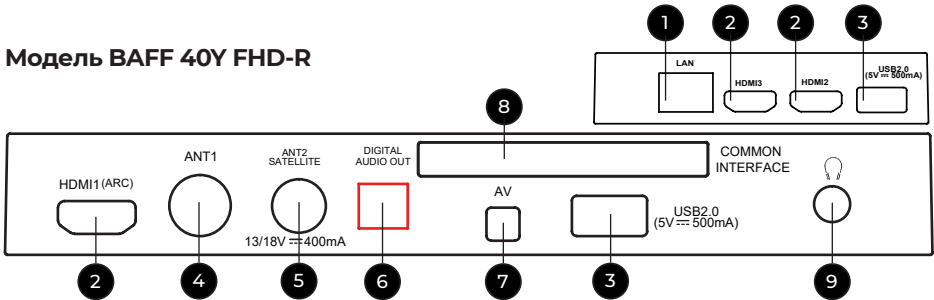 1 2 2 3
Модель BAFF 40Y FHD-R
LAN
HDMI3
HDMI2
USB2.0
(5V⎓500mA)
8
ANT1
ANT2
SATELLITE
DIGITAL
AUDIO OUT
COMMON
INTERFACE
HDMI1(ARC)
AV
USB2.0
(5V⎓500mA)
13/18V⎓400mA
2 4 5 6 7 3 9